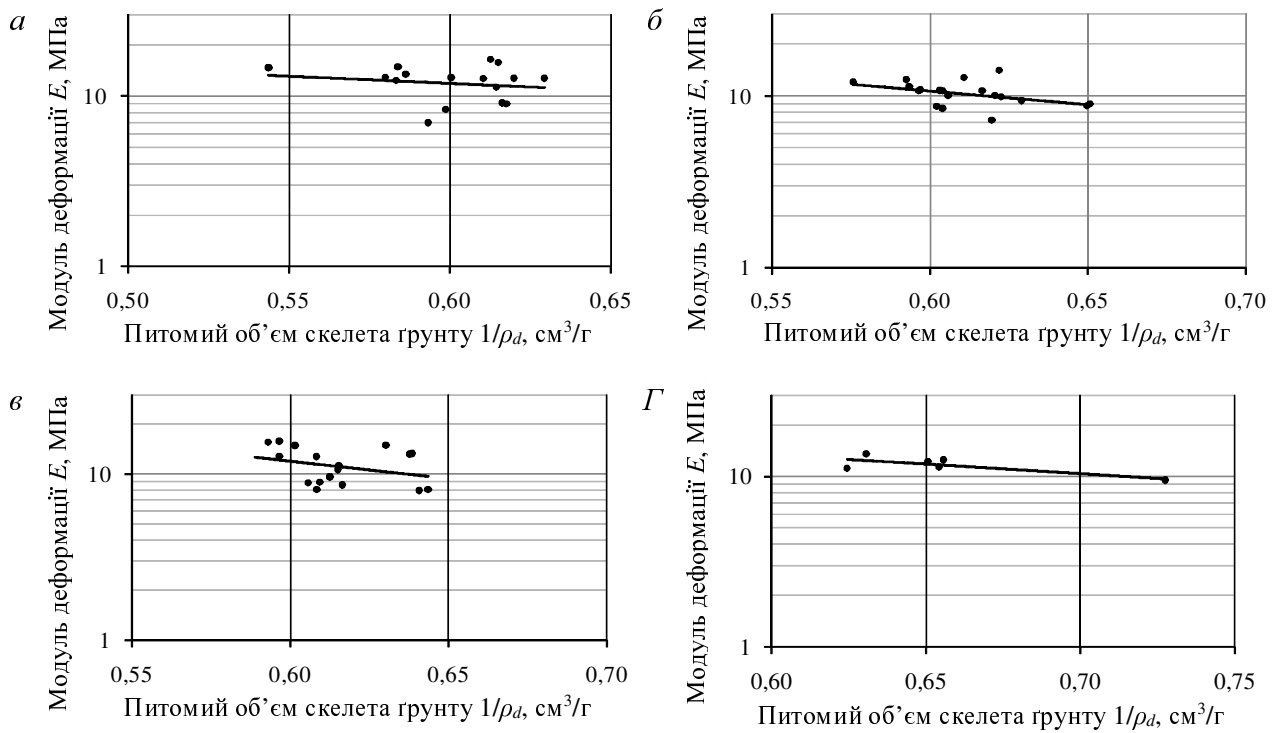 а
Модуль деформації E, МПа
10
1
0,50 0,55 0,60 0,65
Питомий об’єм скелета ґрунту 1/ρd, см³/г
б
Модуль деформації E, МПа
10
1
0,55 0,60 0,65 0,70
Питомий об’єм скелета ґрунту 1/ρd, см³/г
в
Модуль деформації E, МПа
10
1
0,55 0,60 0,65 0,70
Питомий об’єм скелета ґрунту 1/ρd, см³/г
Г
Модуль деформації E, МПа
10
1
0,60 0,65 0,70 0,75
Питомий об’єм скелета ґрунту 1/ρd, см³/г